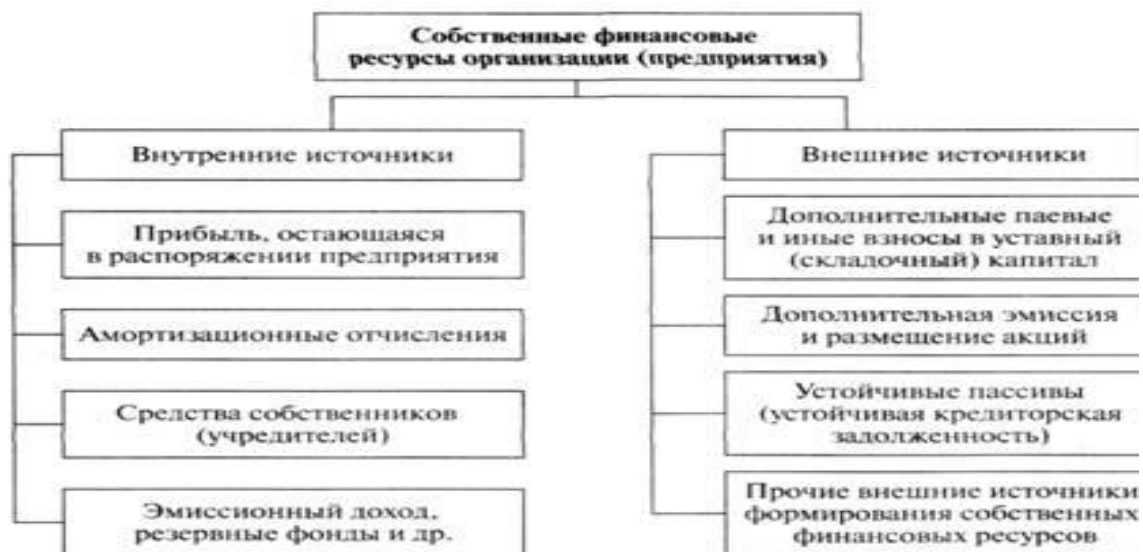 Собственные финансовые
ресурсы организации (предприятия)
Внутренние источники
Прибыль, остающаяся
в распоряжении предприятия
Амортизационные отчисления
Средства собственников
(учредителей)
Эмиссионный доход,
резервные фонды и др.
Внешние источники
Дополнительные паевые
и иные взносы в уставный
(складочный) капитал
Дополнительная эмиссия
и размещение акций
Устойчивые пассивы
(устойчивая кредиторская
задолженность)
Прочие внешние источники
формирования собственных
финансовых ресурсов